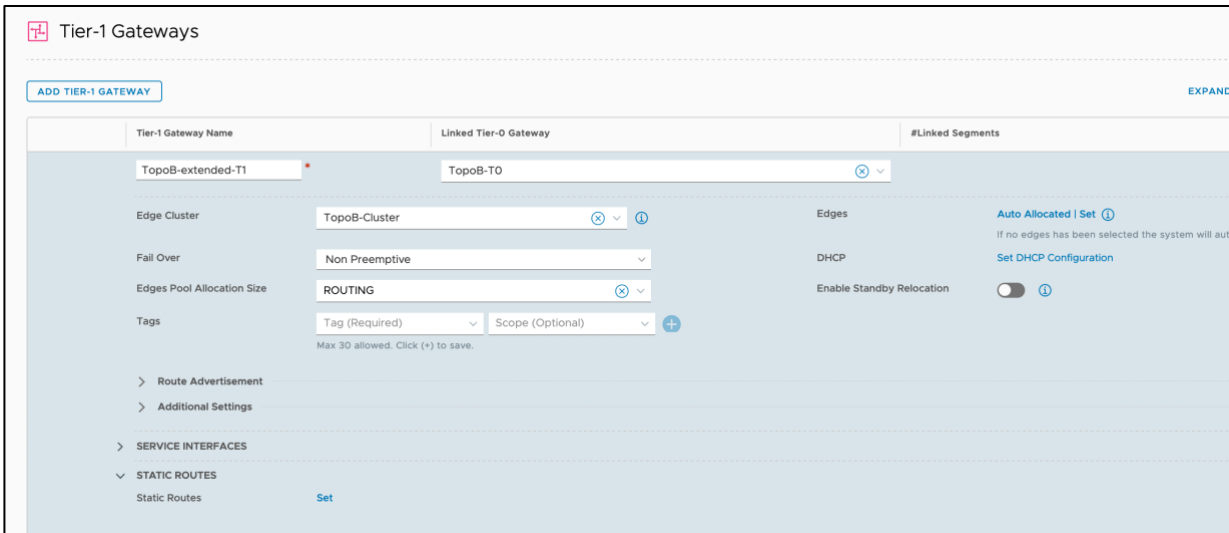 Tier-1 Gateways
ADD TIER-1 GATEWAY
EXPAND
Tier-1 Gateway Name Linked Tier-0 Gateway #Linked Segments
TopoB-extended-T1 * TopoB-T0
Edge Cluster TopoB-Cluster Edges Auto Allocated | Set
If no edges has been selected the system will aut
Fail Over Non Preemptive DHCP Set DHCP Configuration
Edges Pool Allocation Size ROUTING Enable Standby Relocation
Tags Tag (Required) Scope (Optional)
Max 30 allowed. Click (+) to save.
Route Advertisement
Additional Settings
SERVICE INTERFACES
STATIC ROUTES
Static Routes Set